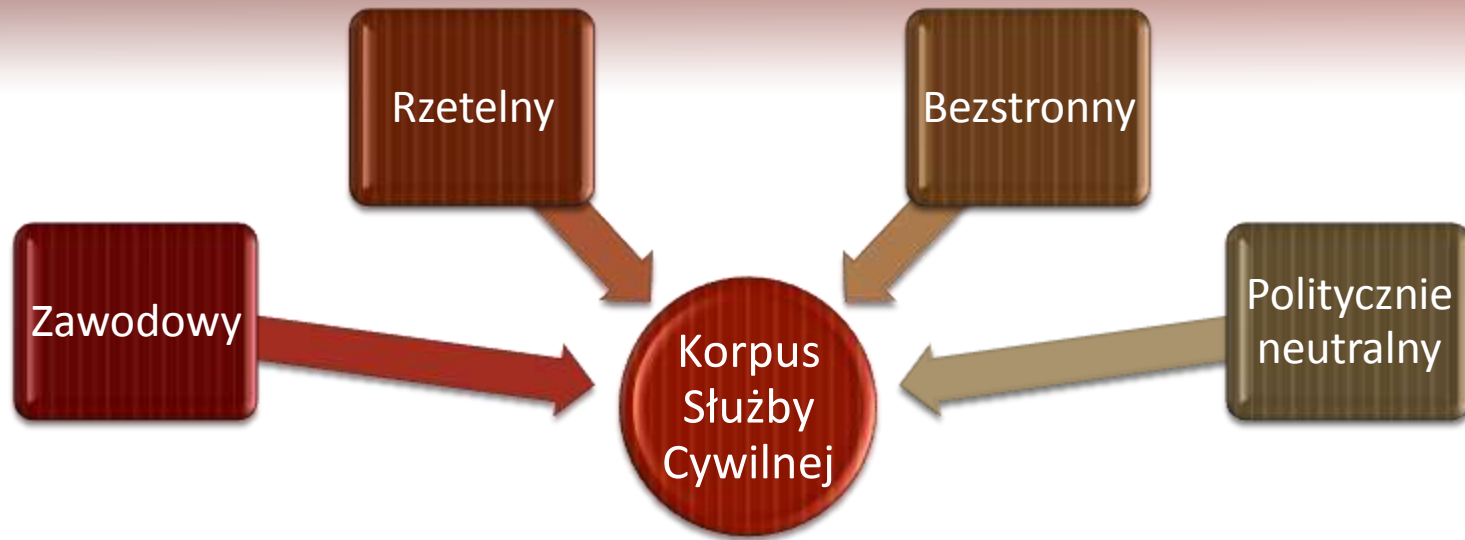 Rzetelny
Bezstronny
Zawodowy
Politycznie
neutralny
Korpus
Służby
Cywilnej